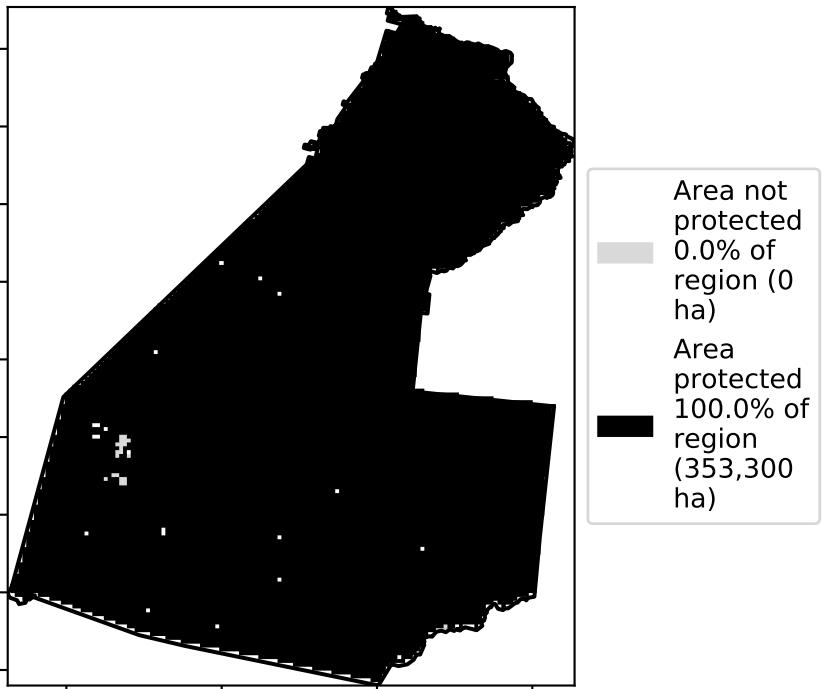 Area not
protected
0.0% of
region (0
ha)
Area
protected
100.0% of
region
(353,300
ha)